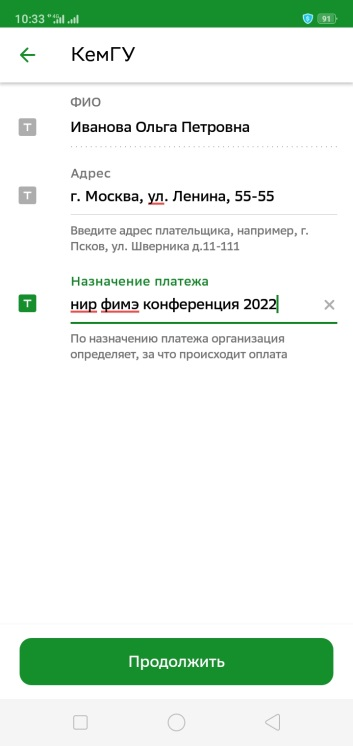 10:33
91
КемГУ
ФИО
Иванова Ольга Петровна
Адрес
г. Москва, ул. Ленина, 55-55
Введите адрес плательщика, например, г.
Псков, ул. Шверника д.11-111
Назначение платежа
нир фимэ конференция 2022
По назначению платежа организация
определяет, за что происходит оплата
Продолжить